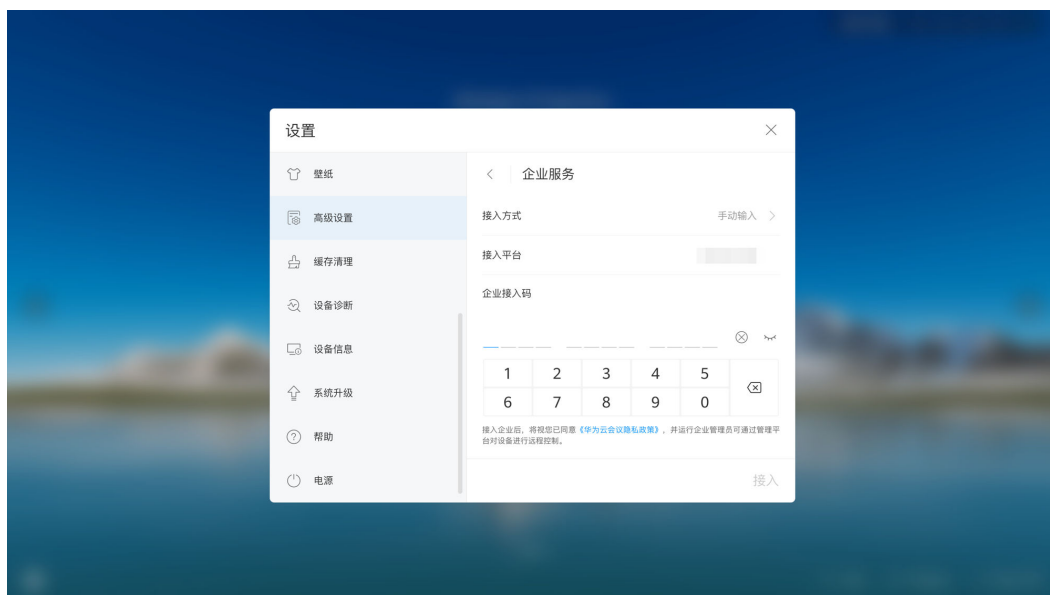 设置
壁纸
高级设置
缓存清理
设备诊断
设备信息
系统升级
帮助
电源
企业服务
接入方式 手动输入
接入平台
企业接入码
1 2 3 4 5
6 7 8 9 0
接入企业后，将视您已同意《华为云会议隐私政策》，并运行企业管理员可通过管理平
台对设备进行远程控制。
接入